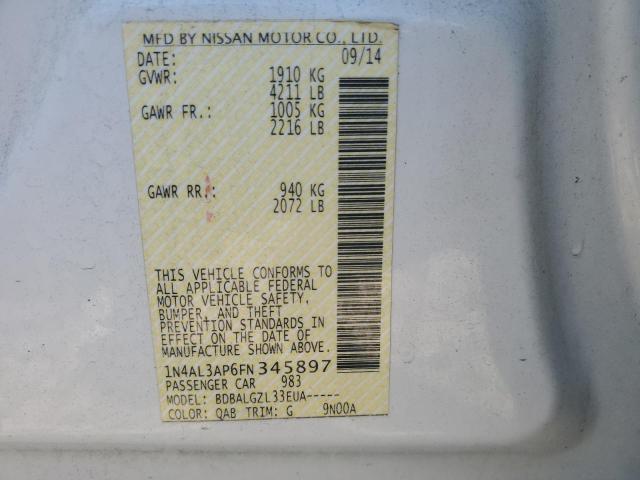 MFD BY NISSAN MOTOR CO., LTD.
DATE: 09/14
GVWR: 1910 KG
4211 LB
GAWR FR.: 1005 KG
2216 LB
GAWR RR.: 940 KG
2072 LB
THIS VEHICLE CONFORMS TO
ALL APPLICABLE FEDERAL
MOTOR VEHICLE SAFETY,
BUMPER, AND THEFT
PREVENTION STANDARDS IN
EFFECT ON THE DATE OF
MANUFACTURE SHOWN ABOVE.
1N4AL3AP6FN345897
PASSENGER CAR 983
MODEL: BDBALGZL33EUA-----
COLOR: QAB TRIM: G 9N00A